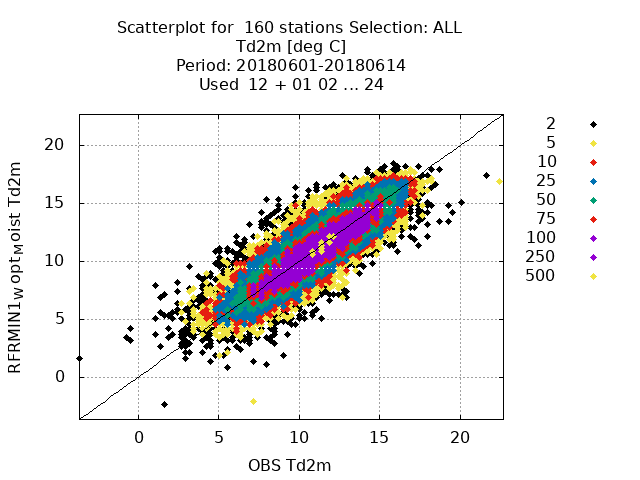 Scatterplot for  160 stations Selection: ALL
Td2m [deg C]
Period: 20180601-20180614
Used  12 + 01 02 ... 24
2
5
10
25
50
75
100
250
500
20
15
10
5
0
RFRMIN1_W opt_Moist Td2m
0 5 10 15 20
OBS Td2m